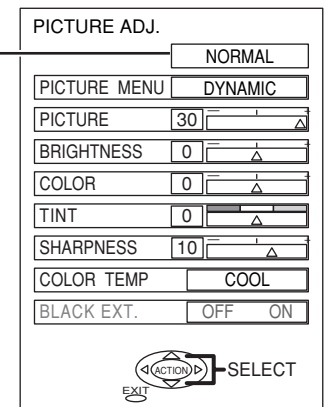 PICTURE ADJ.
NORMAL
PICTURE MENU DYNAMIC
PICTURE 30 − +
BRIGHTNESS 0 − +
COLOR 0 − +
TINT 0
SHARPNESS 10 − +
COLOR TEMP COOL
BLACK EXT. OFF ON
ACTION SELECT
EXIT